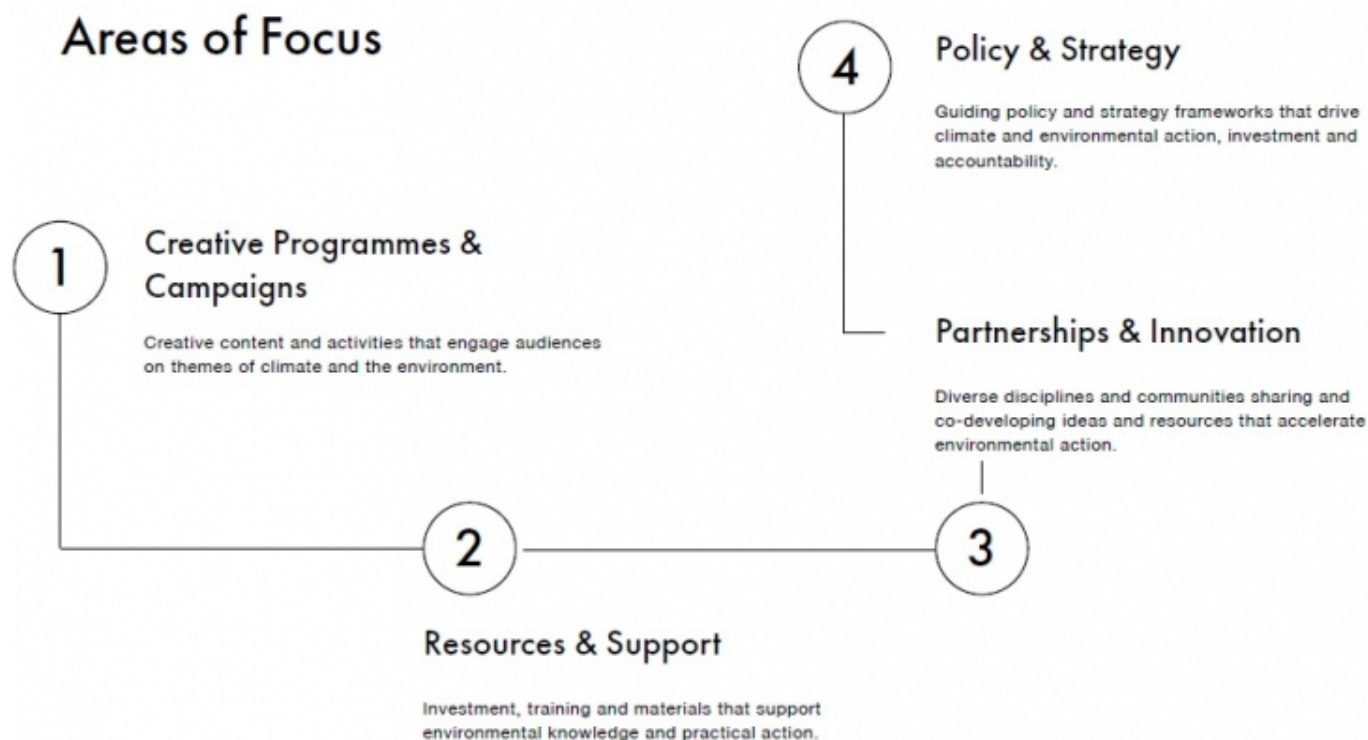 Areas of Focus
1
Creative Programmes &
Campaigns
Creative content and activities that engage audiences
on themes of climate and the environment.
2
Resources & Support
Investment, training and materials that support
environmental knowledge and practical action.
3
Partnerships & Innovation
Diverse disciplines and communities sharing and
co-developing ideas and resources that accelerate
environmental action.
4
Policy & Strategy
Guiding policy and strategy frameworks that drive
climate and environmental action, investment and
accountability.